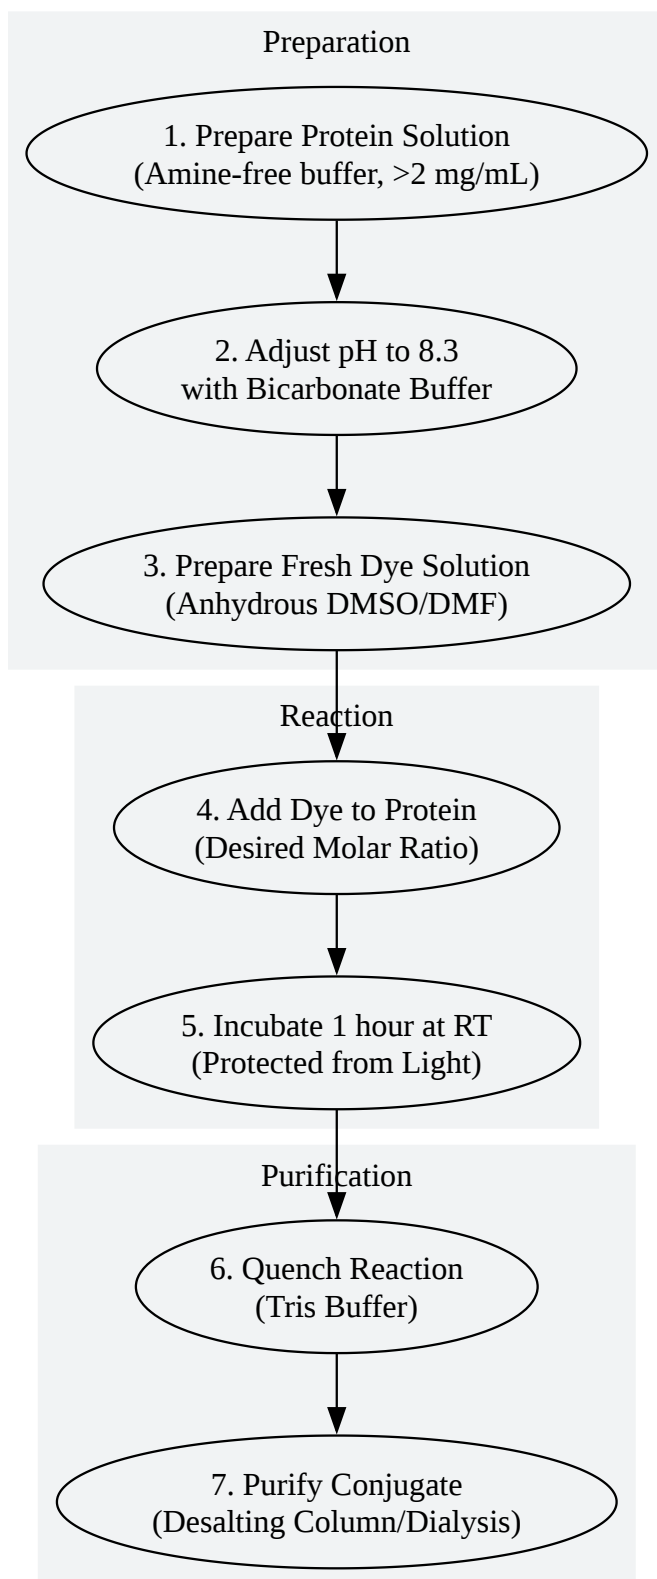 Preparation
1. Prepare Protein Solution
(Amine-free buffer, >2 mg/mL)
2. Adjust pH to 8.3
with Bicarbonate Buffer
3. Prepare Fresh Dye Solution
(Anhydrous DMSO/DMF)
Reaction
4. Add Dye to Protein
(Desired Molar Ratio)
5. Incubate 1 hour at RT
(Protected from Light)
Purification
6. Quench Reaction
(Tris Buffer)
7. Purify Conjugate
(Desalting Column/Dialysis)